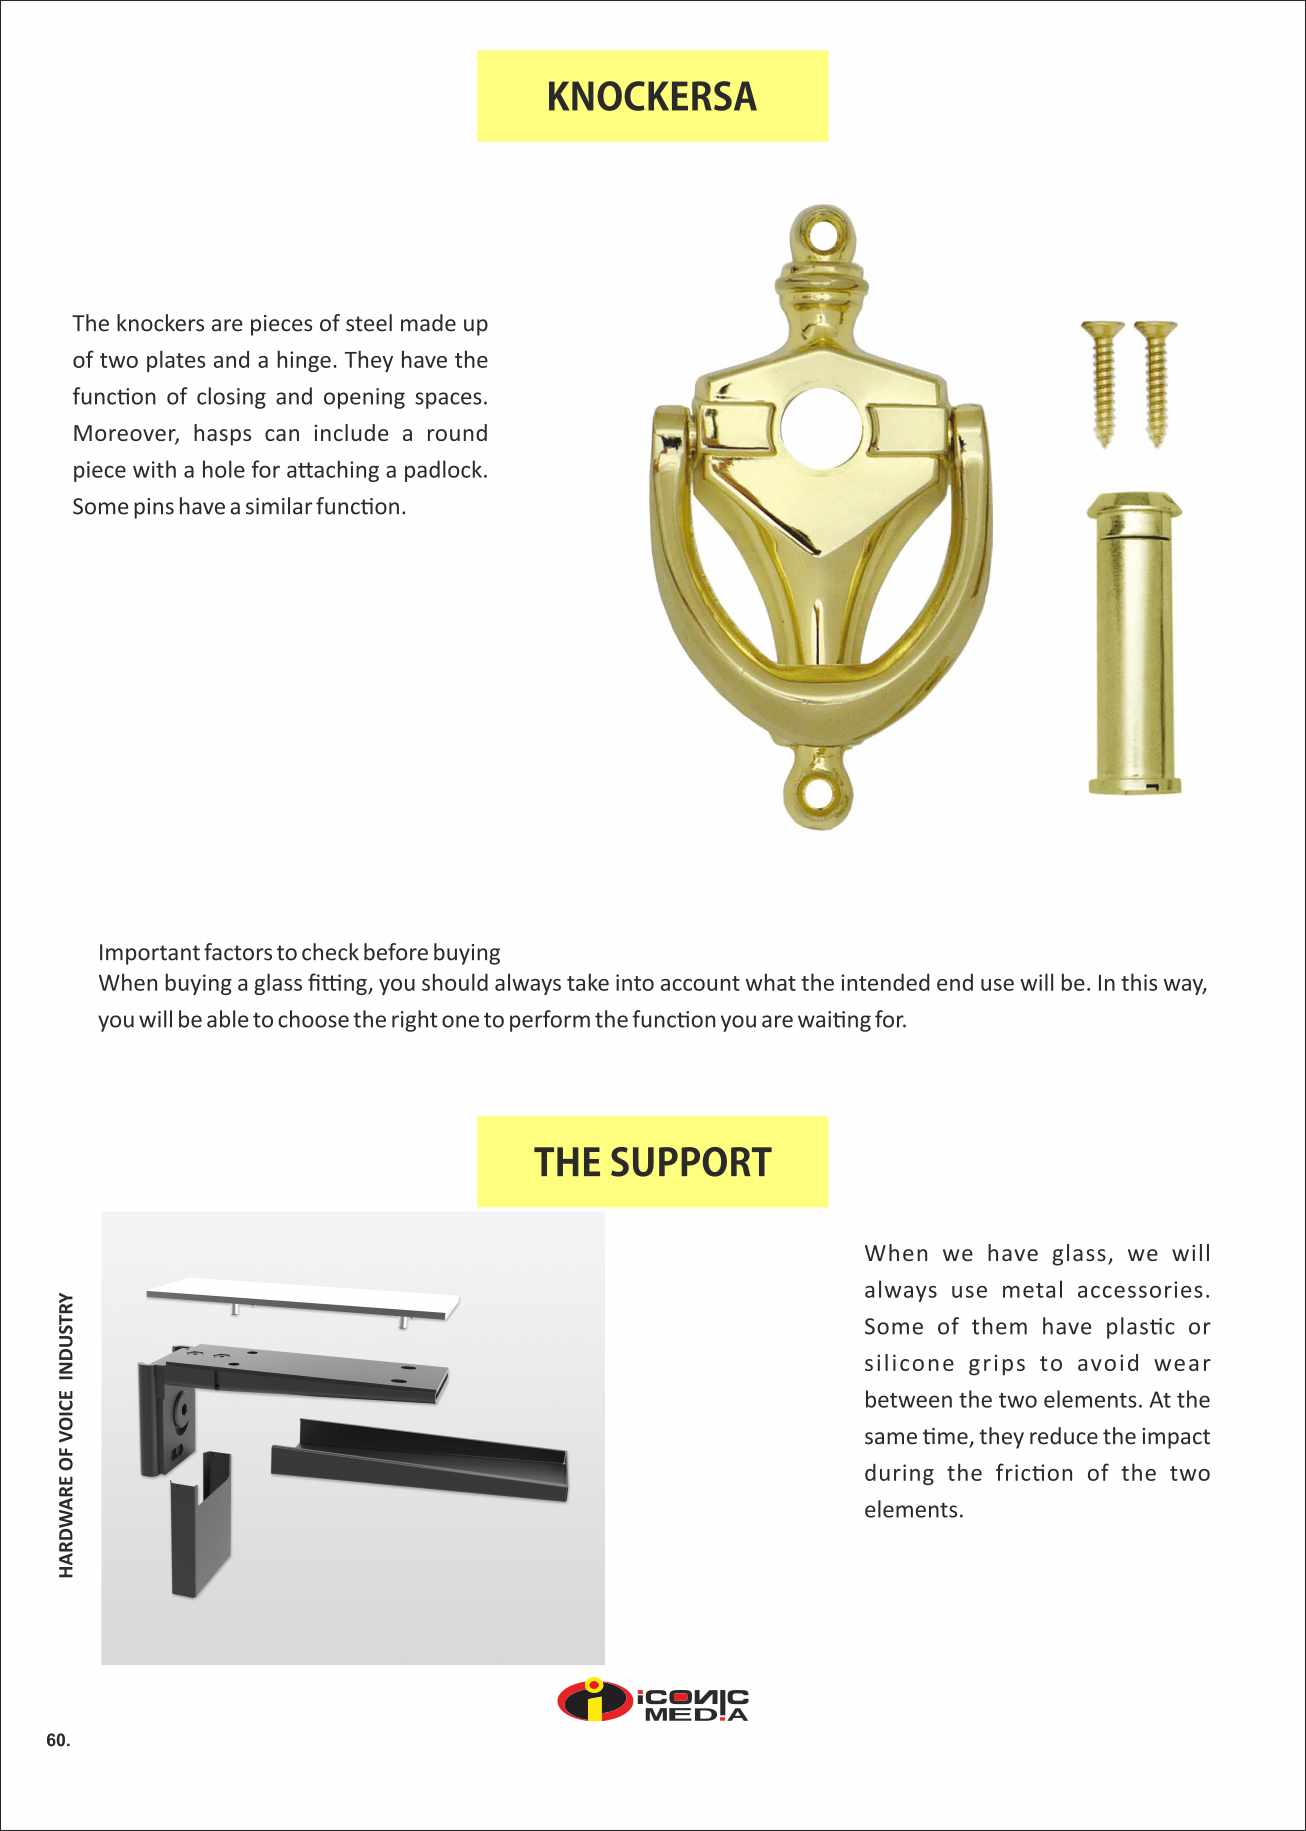 KNOCKERSA
The knockers are pieces of steel made up
of two plates and a hinge. They have the
function of closing and opening spaces.
Moreover, hasps can include a round
piece with a hole for attaching a padlock.
Some pins have a similar function.
Important factors to check before buying
When buying a glass fitting, you should always take into account what the intended end use will be. In this way,
you will be able to choose the right one to perform the function you are waiting for.
THE SUPPORT
When we have glass, we will
always use metal accessories.
Some of them have plastic or
silicone grips to avoid wear
between the two elements. At the
same time, they reduce the impact
during the friction of the two
elements.
HARDWARE OF VOICE INDUSTRY
iCONIC
MED!A
60.